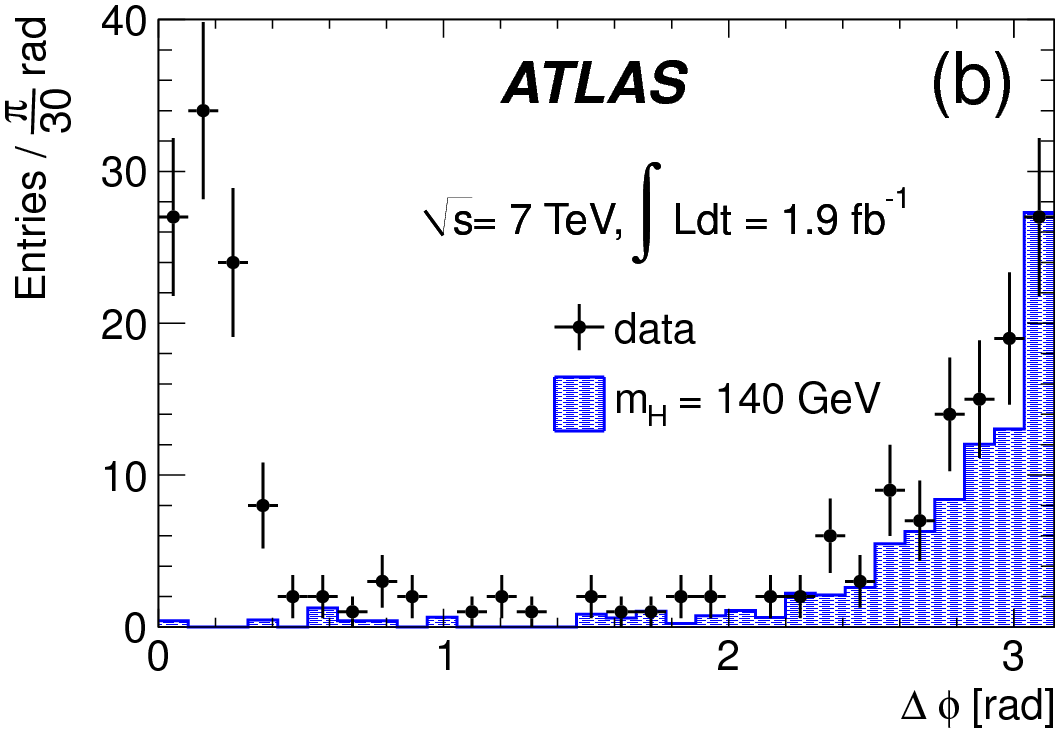 Entries / π/30 rad
40
30
20
10
0
ATLAS
(b)
√s= 7 TeV, ∫ Ldt = 1.9 fb⁻¹
data
m_H = 140 GeV
0 1 2 3
Δ ϕ [rad]